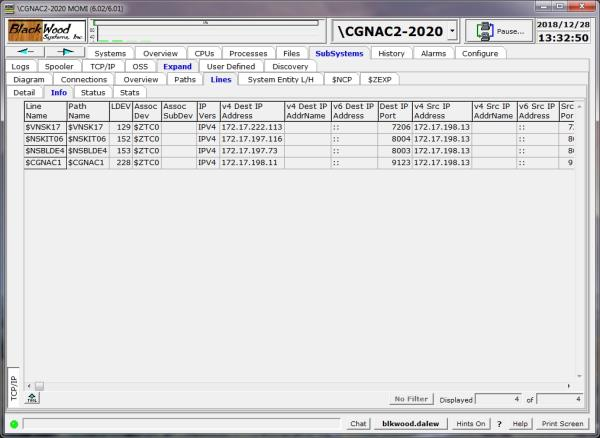 \CGNAC2-2020 MOMI (6.02/6.01)
BlackWood Systems, Inc.
\CGNAC2-2020
Pause...
2018/12/28
13:32:50
Systems Overview CPUs Processes Files SubSystems History Alarms Configure
Logs Spooler TCP/IP OSS Expand User Defined Discovery
Diagram Connections Overview Paths Lines System Entity L/H $NCP $ZEXP
Detail Info Status Stats
Line Path LDEV Assoc Assoc IP v4 Dest IP v4 Dest IP v6 Dest IP Dest IP v4 Src IP v4 Src IP v6 Src IP Src
Name Name Dev SubDev Vers Address AddrName Address Port Address AddrName Address Por
$VNSK17 $VNSK17 129 $ZTC0 IPV4 172.17.222.113 :: 7206 172.17.198.13 :: 7
$NSKIT06 $NSKIT06 152 $ZTC0 IPV4 172.17.197.116 :: 8004 172.17.198.13 :: 8
$NSBLDE4 $NSBLDE4 153 $ZTC0 IPV4 172.17.197.73 :: 8003 172.17.198.13 :: 8
$CGNAC1 $CGNAC1 228 $ZTC0 IPV4 172.17.198.11 :: 9123 172.17.198.13 :: 9
TCP/IP
No Filter Displayed 4 of 4
Chat blkwood.dalew Hints On ? Help Print Screen